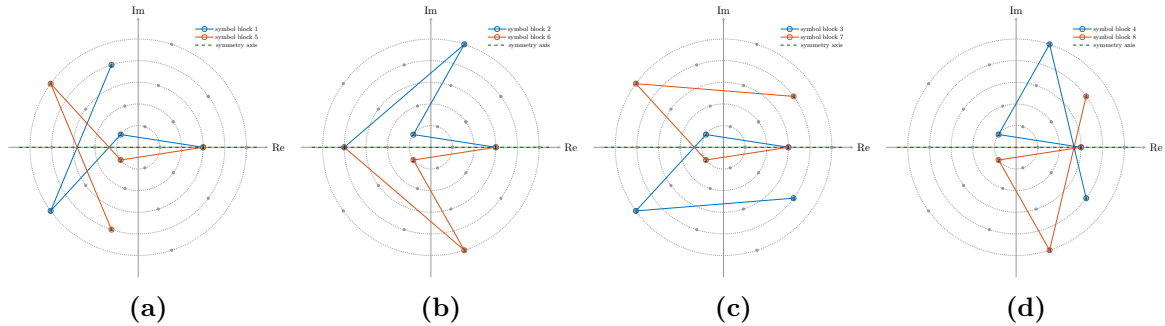 Im
symbol block 1
symbol block 5
symmetry axis
Re
(a)
Im
symbol block 2
symbol block 6
symmetry axis
Re
(b)
Im
symbol block 3
symbol block 7
symmetry axis
Re
(c)
Im
symbol block 4
symbol block 8
symmetry axis
Re
(d)